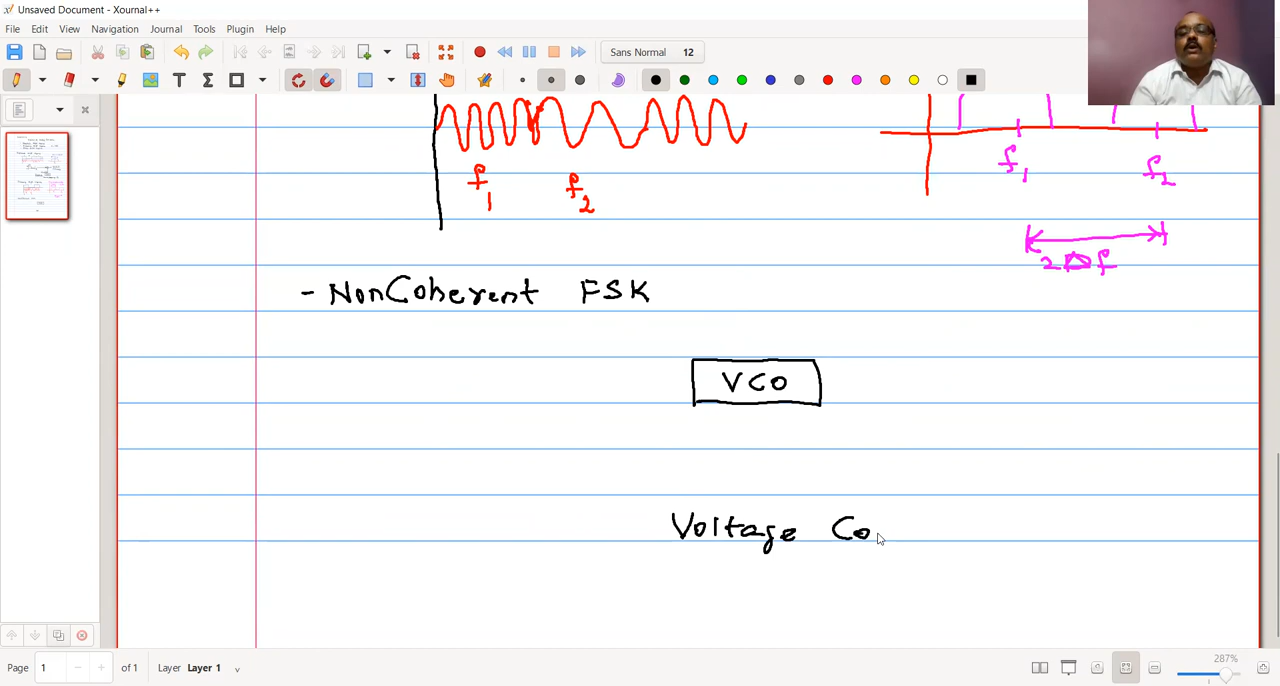 Unsaved Document - Xournal++
File Edit View Navigation Journal Tools Plugin Help
Sans Normal 12
f1 f2
f1 f2
2Δf
- NonCoherent FSK
VCO
Voltage Co
Page 1 of 1 Layer Layer 1 287%